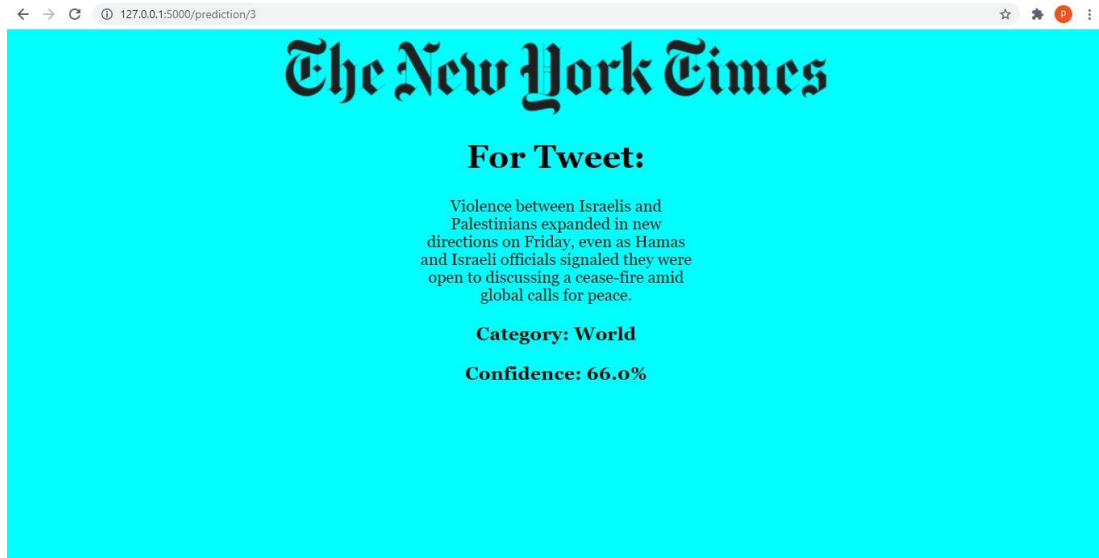 127.0.0.1:5000/prediction/3
P
The New York Times
For Tweet:
Violence between Israelis and
Palestinians expanded in new
directions on Friday, even as Hamas
and Israeli officials signaled they were
open to discussing a cease-fire amid
global calls for peace.
Category: World
Confidence: 66.0%